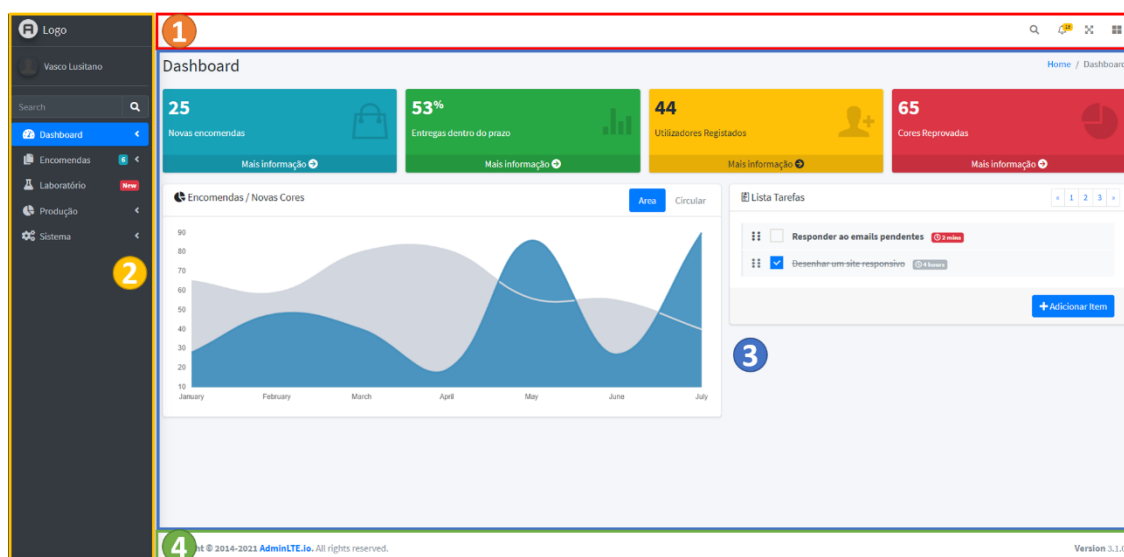 Logo
1
15
Vasco Lusitano
Dashboard
Home / Dashboard
Search
25
Novas encomendas
Mais informação
53%
Entregas dentro do prazo
Mais informação
44
Utilizadores Registados
Mais informação
65
Cores Reprovadas
Mais informação
Dashboard
Encomendas 6
Laboratório New
Produção
Sistema
2
Encomendas / Novas Cores
Area Circular
90
80
70
60
50
40
30
20
10
January February March April May June July
Lista Tarefas
« 1 2 3 »
Responder ao emails pendentes 2 mins
Desenhar um site responsivo 4 hours
Adicionar Item
3
4
© 2014-2021 AdminLTE.io. All rights reserved.
Version 3.1.0